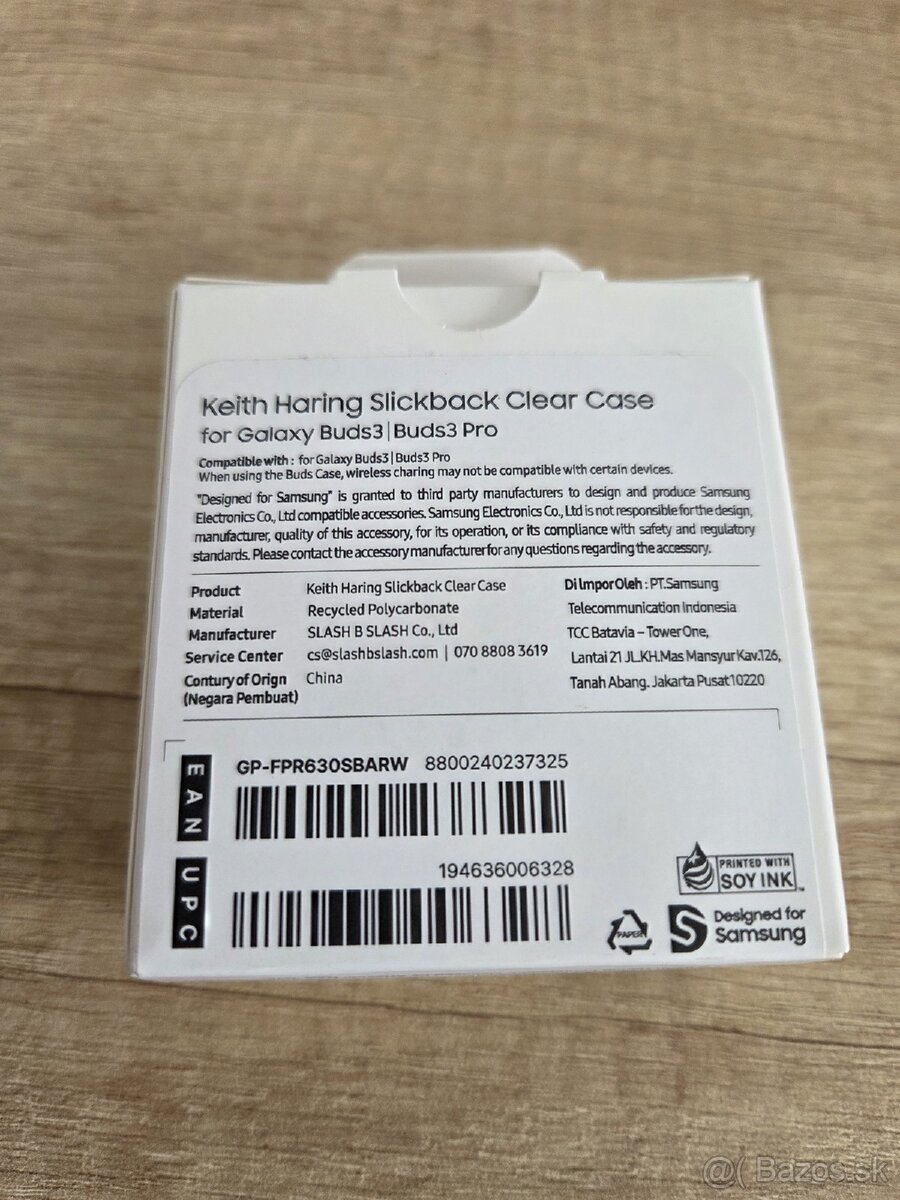 Keith Haring Slickback Clear Case
for Galaxy Buds3 | Buds3 Pro
Compatible with : for Galaxy Buds3 | Buds3 Pro
When using the Buds Case, wireless charing may not be compatible with certain devices.
"Designed for Samsung" is granted to third party manufacturers to design and produce Samsung
Electronics Co., Ltd compatible accessories. Samsung Electronics Co., Ltd is not responsible for the design,
manufacturer, quality of this accessory, for its operation, or its compliance with safety and regulatory
standards. Please contact the accessory manufacturer for any questions regarding the accessory.
Product Keith Haring Slickback Clear Case
Material Recycled Polycarbonate
Manufacturer SLASH B SLASH Co., Ltd
Service Center cs@slashbslash.com | 070 8808 3619
Contury of Orign China
(Negara Pembuat)
Di Impor Oleh : PT.Samsung
Telecommunication Indonesia
TCC Batavia – Tower One,
Lantai 21 JL.KH.Mas Mansyur Kav.126,
Tanah Abang. Jakarta Pusat 10220
EAN
GP-FPR630SBARW 8800240237325
UPC
194636006328
PRINTED WITH
SOY INK
TM
PAPER
Designed for
Samsung
@( Bazos.sk